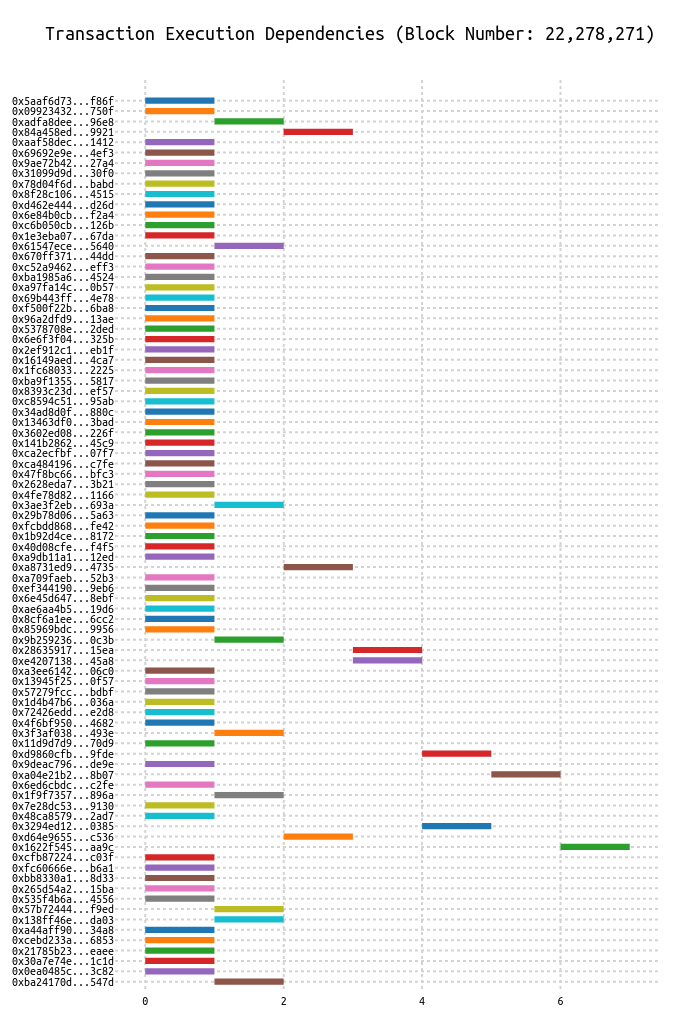 Transaction Execution Dependencies (Block Number: 22,278,271)
0x5aaf6d73...f86f
0x09923432...750f
0xadfa8dee...96e8
0x84a458ed...9921
0xaaf58dec...1412
0x69692e9e...4ef3
0x9ae72b42...27a4
0x31099d9d...30f0
0x78d04f6d...babd
0x8f28c106...4515
0xd462e444...d26d
0x6e84b0cb...f2a4
0xc6b050cb...126b
0x1e3eba07...67da
0x61547ece...5640
0x670ff371...44dd
0xc52a9462...eff3
0xba1985a6...4524
0xa97fa14c...0b57
0x69b443ff...4e78
0xf500f22b...6ba8
0x96a2dfd9...13ae
0x5378708e...2ded
0x6e6f3f04...325b
0x2ef912c1...eb1f
0x16149aed...4ca7
0x1fc68033...2225
0xba9f1355...5817
0x8393c23d...ef57
0xc8594c51...95ab
0x34ad8d0f...880c
0x13463df0...3bad
0x3602ed08...226f
0x141b2862...45c9
0xca2ecfbf...07f7
0xca484196...c7fe
0x47f8bc66...bfc3
0x2628eda7...3b21
0x4fe78d82...1166
0x3ae3f2eb...693a
0x29b78d06...5a63
0xfcbdd868...fe42
0x1b92d4ce...8172
0x40d08cfe...f4f5
0xa9db11a1...12ed
0xa8731ed9...4735
0xa709faeb...52b3
0xef344190...9eb6
0x6e45d647...8ebf
0xae6aa4b5...19d6
0x8cf6a1ee...6cc2
0x85969bdc...9956
0x9b259236...0c3b
0x28635917...15ea
0xe4207138...45a8
0xa3ee6142...06c0
0x13945f25...0f57
0x57279fcc...bdbf
0x1d4b47b6...036a
0x72426edd...e2d8
0x4f6bf950...4682
0x3f3af038...493e
0x11d9d7d9...70d9
0xd9860cfb...9fde
0x9deac796...de9e
0xa04e21b2...8b07
0x6ed6cbdc...c2fe
0x1f9f7357...896a
0x7e28dc53...9130
0x48ca8579...2ad7
0x3294ed12...0385
0xd64e9655...c536
0x1622f545...aa9c
0xcfb87224...c03f
0xfc60666e...b6a1
0xbb8330a1...8d33
0x265d54a2...15ba
0x535f4b6a...4556
0x57b72444...f9ed
0x138ff46e...da03
0xa44aff90...34a8
0xcebd233a...6853
0x21785b23...eaee
0x30a7e74e...1c1d
0x0ea0485c...3c82
0xba24170d...547d
0 2 4 6